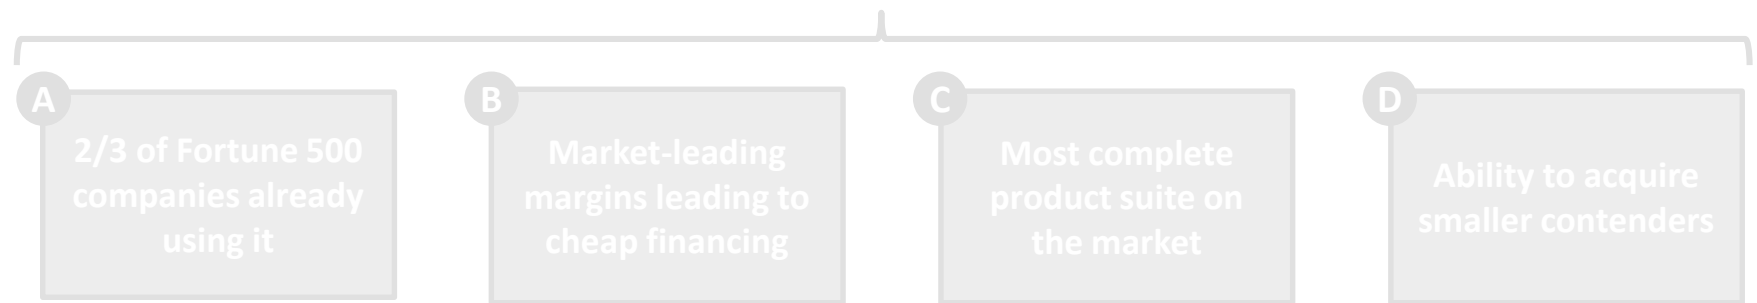 A
2/3 of Fortune 500
companies already
using it
B
Market-leading
margins leading to
cheap financing
C
Most complete
product suite on
the market
D
Ability to acquire
smaller contenders